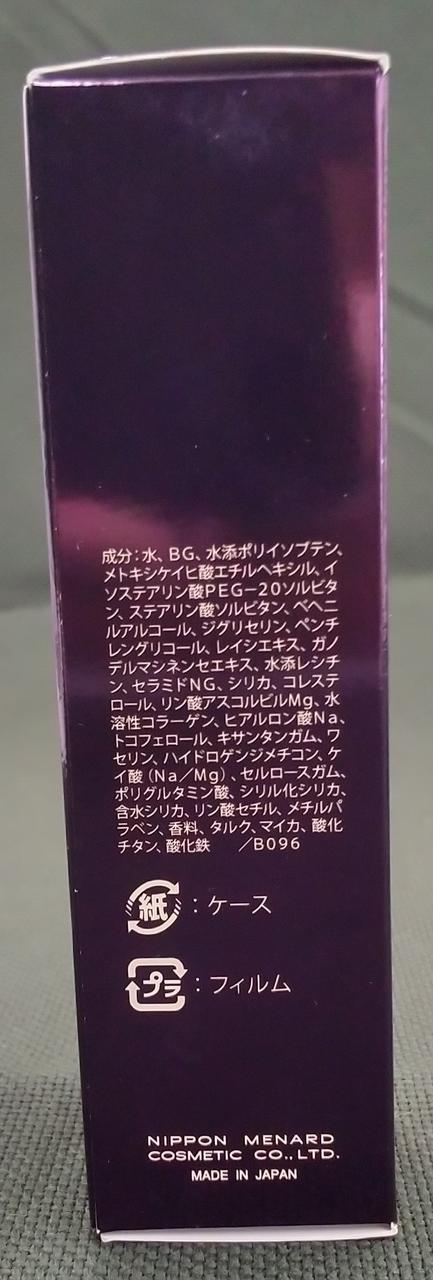 成分:水、BG、水添ポリイソブテン、
メトキシケイヒ酸エチルヘキシル、イ
ソステアリン酸PEG-20ソルビタ
ン、ステアリン酸ソルビタン、ベヘニ
ルアルコール、ジグリセリン、ペンチ
レングリコール、レイシエキス、ガノ
デルマシネンセエキス、水添レシチ
ン、セラミドNG、シリカ、コレステ
ロール、リン酸アスコルビルMg、水
溶性コラーゲン、ヒアルロン酸Na、
トコフェロール、キサンタンガム、ワ
セリン、ハイドロゲンジメチコン、ケ
イ酸(Na/Mg)、セルロースガム、
ポリグルタミン酸、シリル化シリカ、
含水シリカ、リン酸セチル、メチルパ
ラベン、香料、タルク、マイカ、酸化
チタン、酸化鉄 /B096
紙:ケース
プラ:フィルム
NIPPON MENARD
COSMETIC CO.,LTD.
MADE IN JAPAN